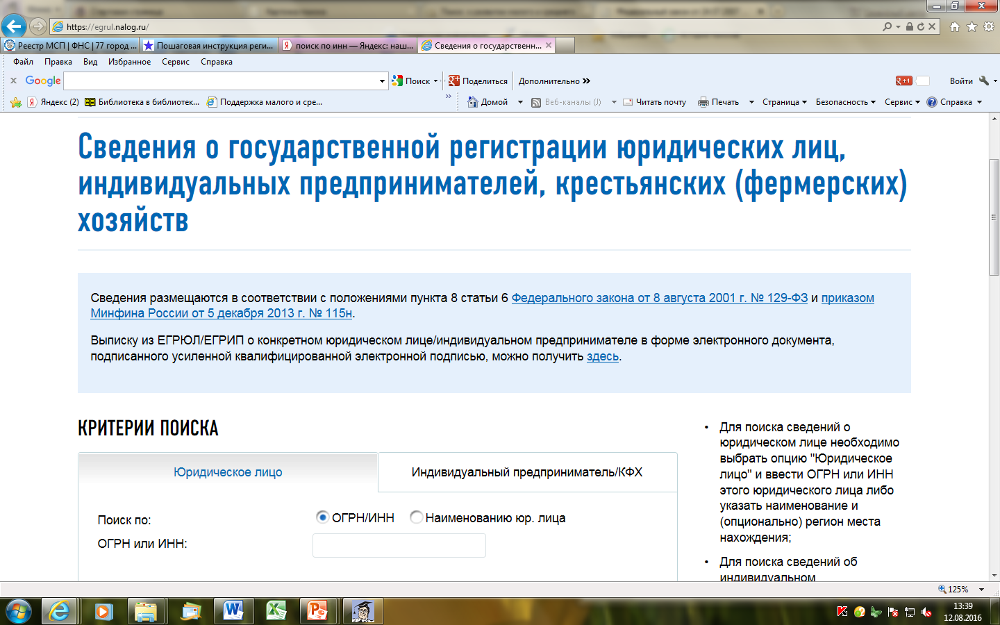 https://egrul.nalog.ru/
Реестр МСП | ФНС | 77 город ...
Пошаговая инструкция реги...
поиск по инн — Яндекс: наш...
Сведения о государственн...
Файл Правка Вид Избранное Сервис Справка
x Google Поиск Поделиться Дополнительно +1 Войти
Яндекс (2) Библиотека в библиотек... Поддержка малого и сре... Домой Веб-каналы (J) Читать почту Печать Страница Безопасность Сервис Справка
Сведения о государственной регистрации юридических лиц,
индивидуальных предпринимателей, крестьянских (фермерских)
хозяйств
Сведения размещаются в соответствии с положениями пункта 8 статьи 6 Федерального закона от 8 августа 2001 г. № 129-ФЗ и приказом
Минфина России от 5 декабря 2013 г. № 115н.
Выписку из ЕГРЮЛ/ЕГРИП о конкретном юридическом лице/индивидуальном предпринимателе в форме электронного документа,
подписанного усиленной квалифицированной электронной подписью, можно получить здесь.
КРИТЕРИИ ПОИСКА
Юридическое лицо Индивидуальный предприниматель/КФХ
Поиск по: ОГРН/ИНН Наименованию юр. лица
ОГРН или ИНН:
• Для поиска сведений о
юридическом лице необходимо
выбрать опцию "Юридическое
лицо" и ввести ОГРН или ИНН
этого юридического лица либо
указать наименование и
(опционально) регион места
нахождения;
• Для поиска сведений об
индивидуальном
125%
13:39
12.08.2016